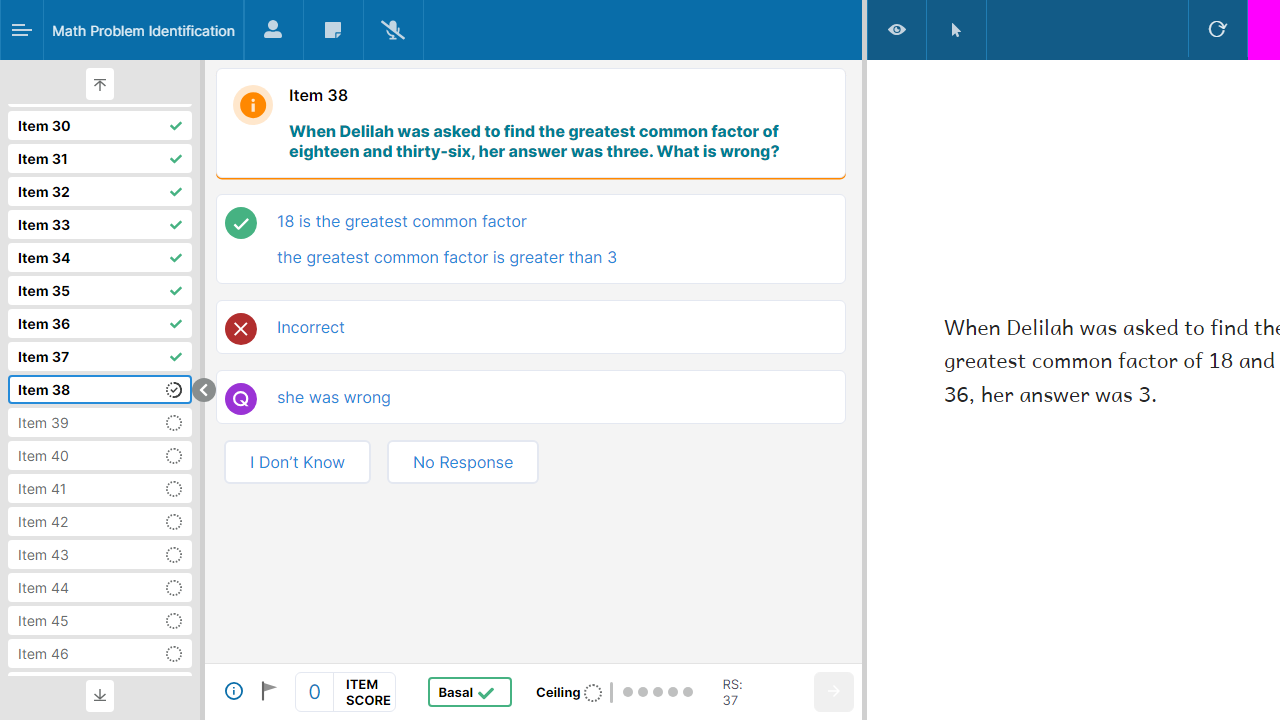 Math Problem Identification
Item 30
Item 31
Item 32
Item 33
Item 34
Item 35
Item 36
Item 37
Item 38
Item 39
Item 40
Item 41
Item 42
Item 43
Item 44
Item 45
Item 46
Item 38
When Delilah was asked to find the greatest common factor of
eighteen and thirty-six, her answer was three. What is wrong?
18 is the greatest common factor
the greatest common factor is greater than 3
Incorrect
Q she was wrong
I Don’t Know
No Response
0 ITEM
SCORE
Basal
Ceiling
RS:
37
When Delilah was asked to find the
greatest common factor of 18 and
36, her answer was 3.